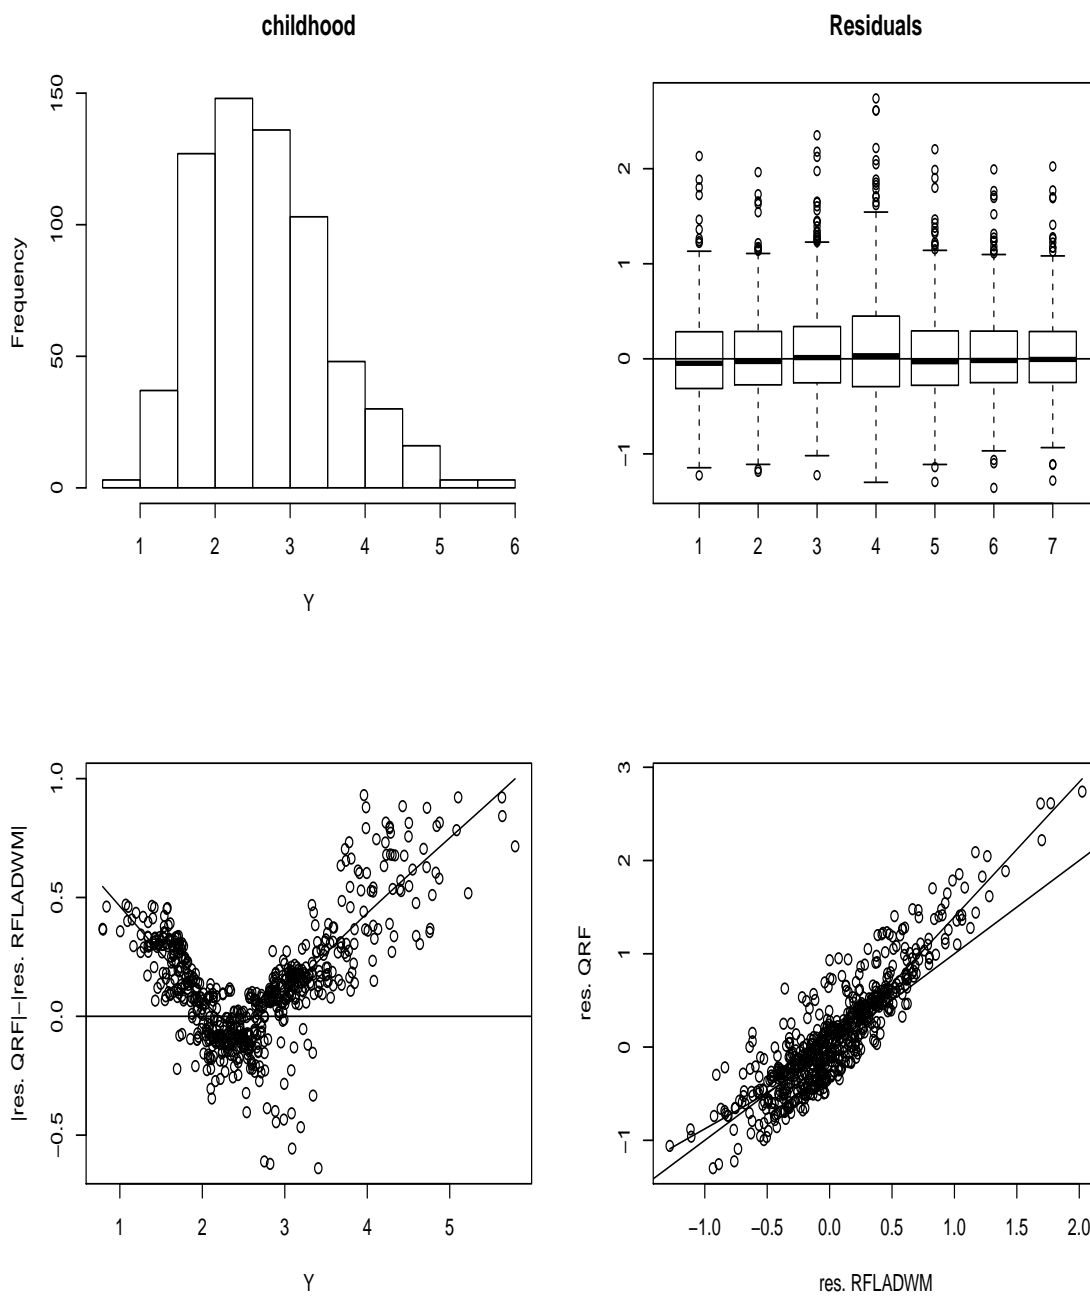 childhood
Frequency
0
50
100
150
1 2 3 4 5 6
Y
Residuals
−1
0
1
2
1 2 3 4 5 6 7
|res. QRF|−|res. RFLADWM|
−0.5
0.0
0.5
1.0
1 2 3 4 5
Y
res. QRF
−1
0
1
2
3
−1.0 −0.5 0.0 0.5 1.0 1.5 2.0
res. RFLADWM